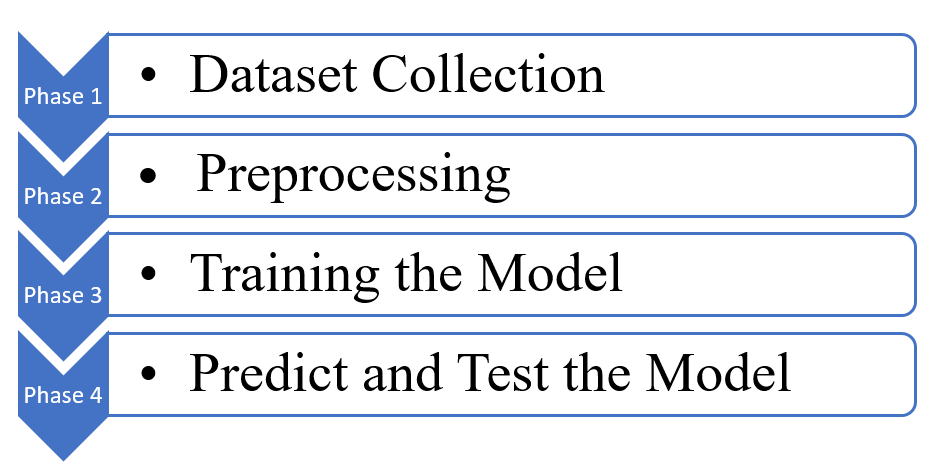 Phase 1
• Dataset Collection
Phase 2
• Preprocessing
Phase 3
• Training the Model
Phase 4
• Predict and Test the Model